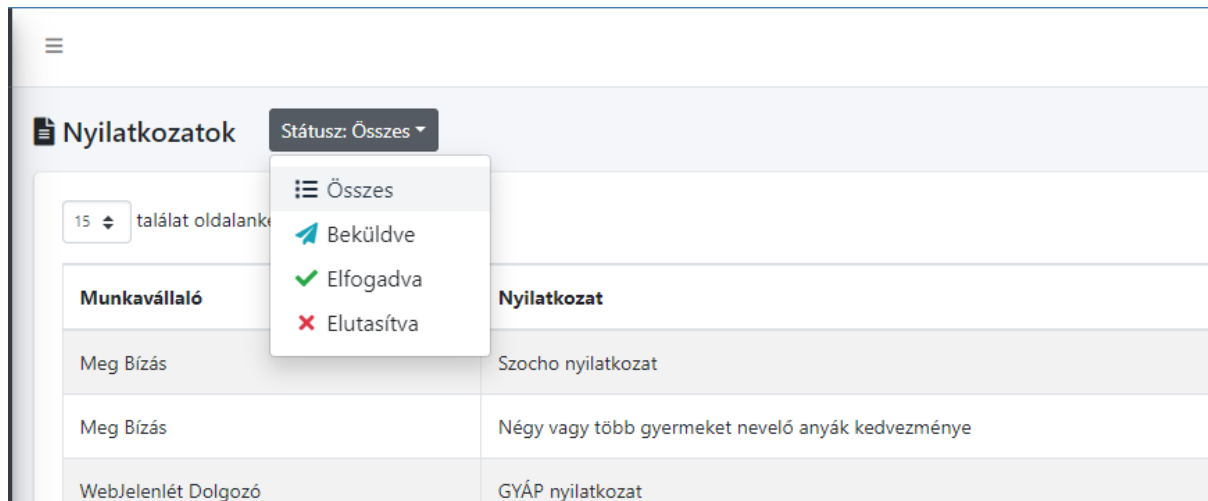 Nyilatkozatok
Státusz: Összes
Összes
Beküldve
Elfogadva
Elutasítva
15 találat
Munkavállaló Nyilatkozat
Meg Bízás Szocho nyilatkozat
Meg Bízás Négy vagy több gyermeket nevelő anyák kedvezménye
WebJelenlét Dolgozó GYÁP nyilatkozat